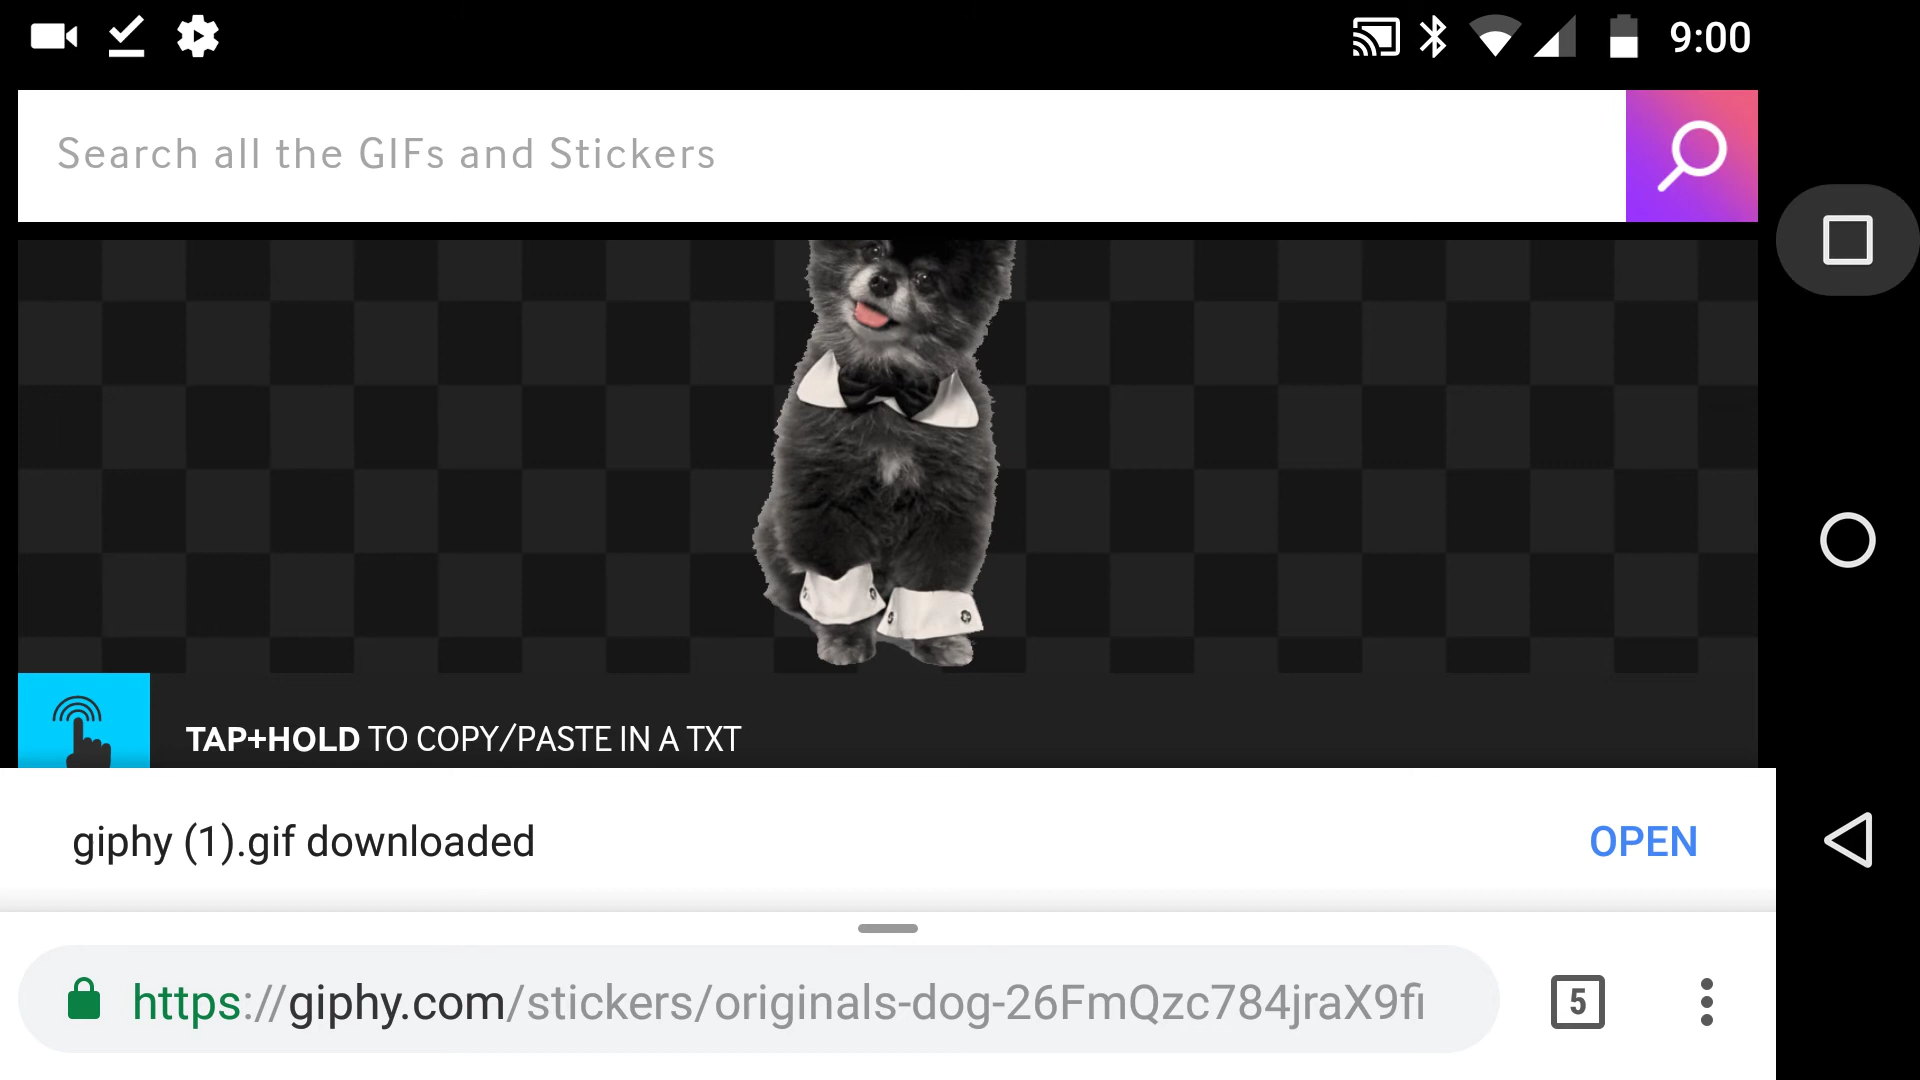 9:00
Search all the GIFs and Stickers
TAP+HOLD TO COPY/PASTE IN A TXT
giphy (1).gif downloaded
OPEN
https://giphy.com/stickers/originals-dog-26FmQzc784jraX9fi
5